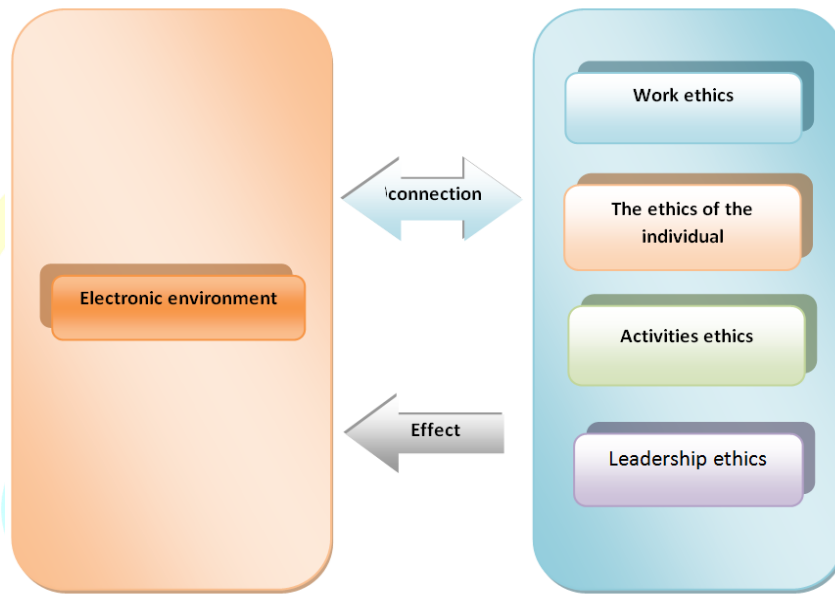 Work ethics
connection
The ethics of the
individual
Electronic environment
Activities ethics
Effect
Leadership ethics